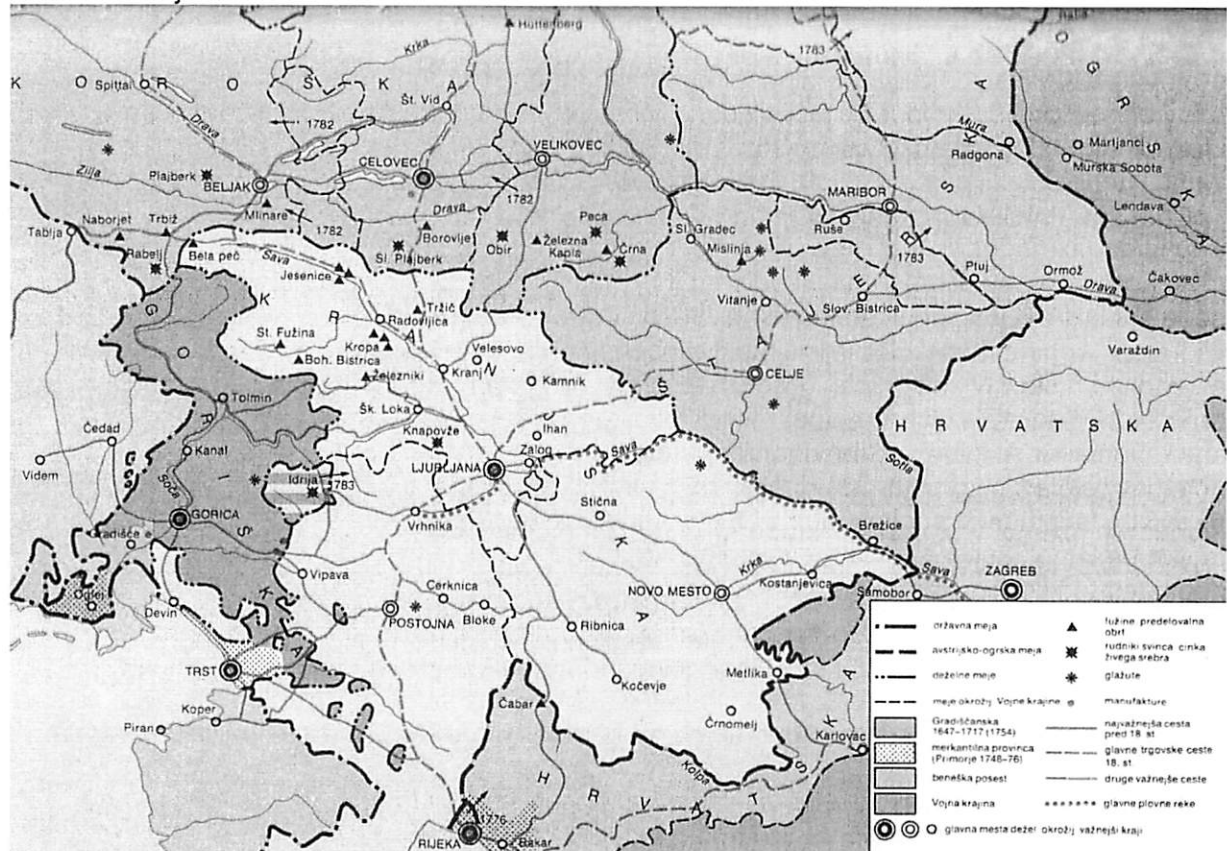 Hüttenberg
Krka
1783
K O R O Š K A
Spittal
Drava
Št. Vid
1782
Mura
Radgona
Martjanci
Murska Sobota
Lendava
Plajberk
Zilja
BELJAK
CELOVEC
VELIKOVEC
MARIBOR
Mlinare
Drava
1782
Naborjet
Trbiž
Tablja
Rabelj
Bela peč
1782
Sl. Plajberk
Borovlje
Obir
Železna
Kapla
Peca
Črna
Sl. Gradec
Mislinja
Ruše
1783
Ptuj
Ormož
Drava
Čakovec
Sava
Jesenice
Tržič
Radovljica
Vitanje
Slov. Bistrica
Varaždin
St. Fužina
Kropa
Boh. Bistrica
Železniki
Velesovo
Kranj
Kamnik
CELJE
Š T A J E R S K A
O G R S K A
K R A N J S K A
G O R I Š K A
HRVATSKA
Tolmin
Šk. Loka
Knapovže
Ihan
Zalog
Sava
Sotla
Čedad
Kanal
Videm
Soča
Idrija
1783
LJUBLJANA
GORICA
Vrhnika
Stična
Brežice
Gradišče
Vipava
Cerknica
Krka
Kostanjevica
Sava
ZAGREB
Samobor
Oglej
Devin
POSTOJNA
Bloke
Ribnica
NOVO MESTO
TRST
Kočevje
Metlika
Koper
Piran
Čabar
Črnomelj
Karlovac
Kolpa
H R V A T S K A
1776
RIJEKA
Bakar
državna meja
avstrijsko-ogrska meja
deželne meje
meje okrožij Vojne krajine
Gradiščanska
1647–1717 (1754)
merkantilna provinca
(Primorje 1748–76)
beneška posest
Vojna krajina
fužine predelovalna
obrt
rudniki svinca cinka
živega srebra
glažute
manufakture
najvažnejša cesta
pred 18. st.
glavne trgovske ceste
18. st.
druge važnejše ceste
glavne plovne reke
glavna mesta dežel okrožij važnejši kraji